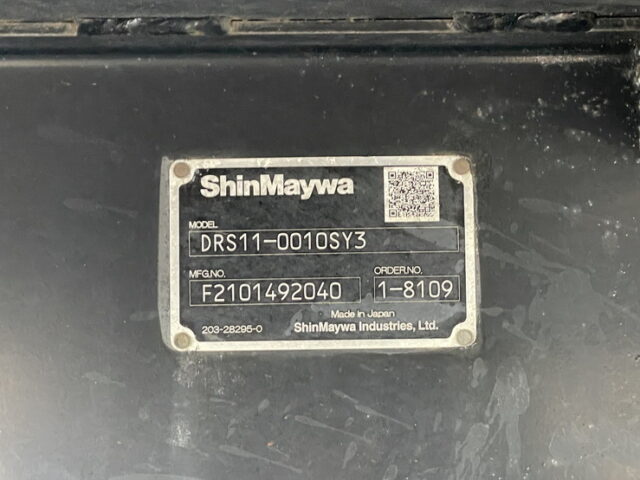 ShinMaywa
MODEL
DRS11-0010SY3
MFG.NO. ORDER.NO.
F2101492040 1-8109
Made in Japan
203-28295-0 ShinMaywa Industries, Ltd.